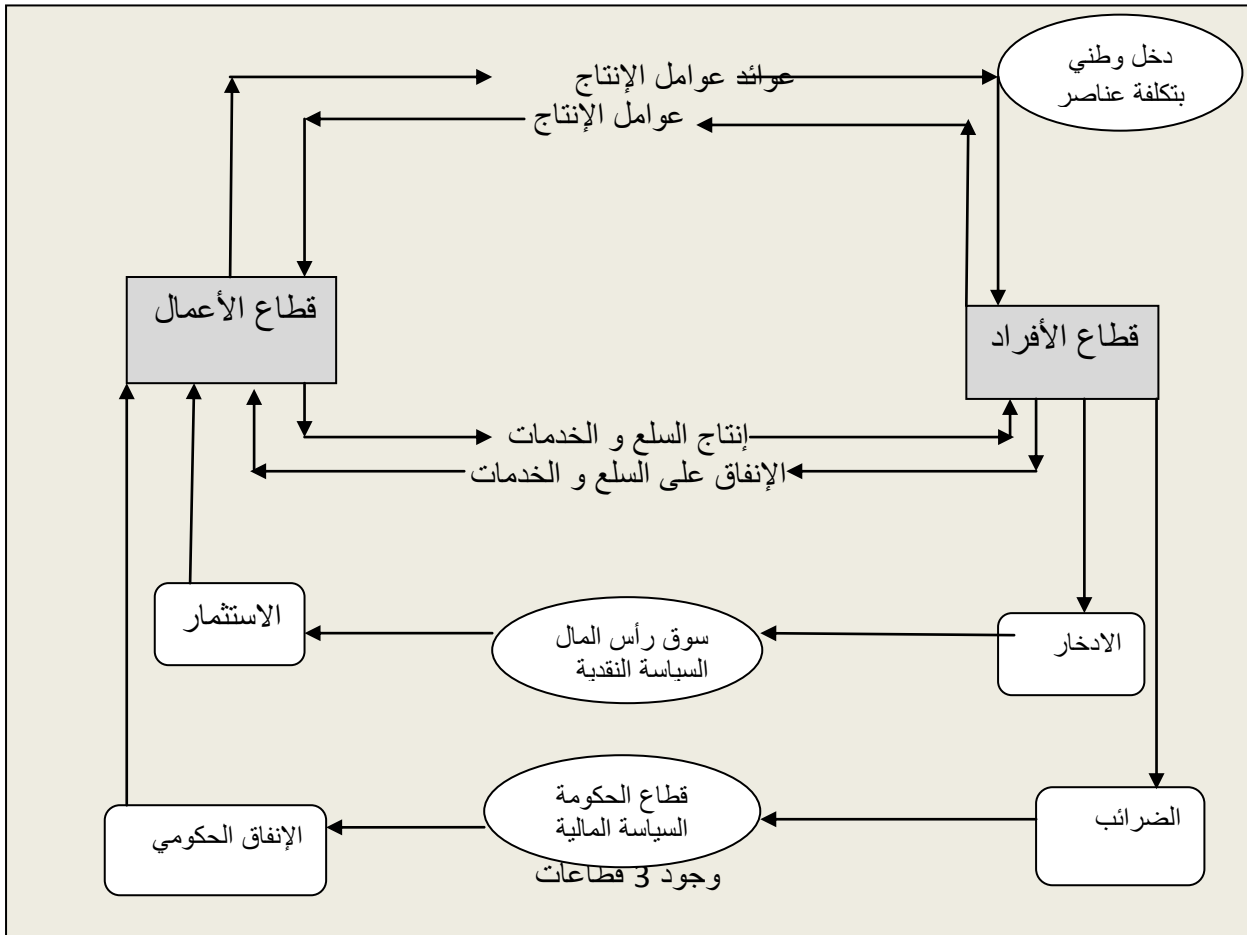 دخل وطني
بتكلفة عناصر
عوائد عوامل الإنتاج
عوامل الإنتاج
قطاع الأعمال
قطاع الأفراد
إنتاج السلع و الخدمات
الإنفاق على السلع و الخدمات
الاستثمار
سوق رأس المال
السياسة النقدية
الادخار
قطاع الحكومة
السياسة المالية
الإنفاق الحكومي
الضرائب
وجود 3 قطاعات